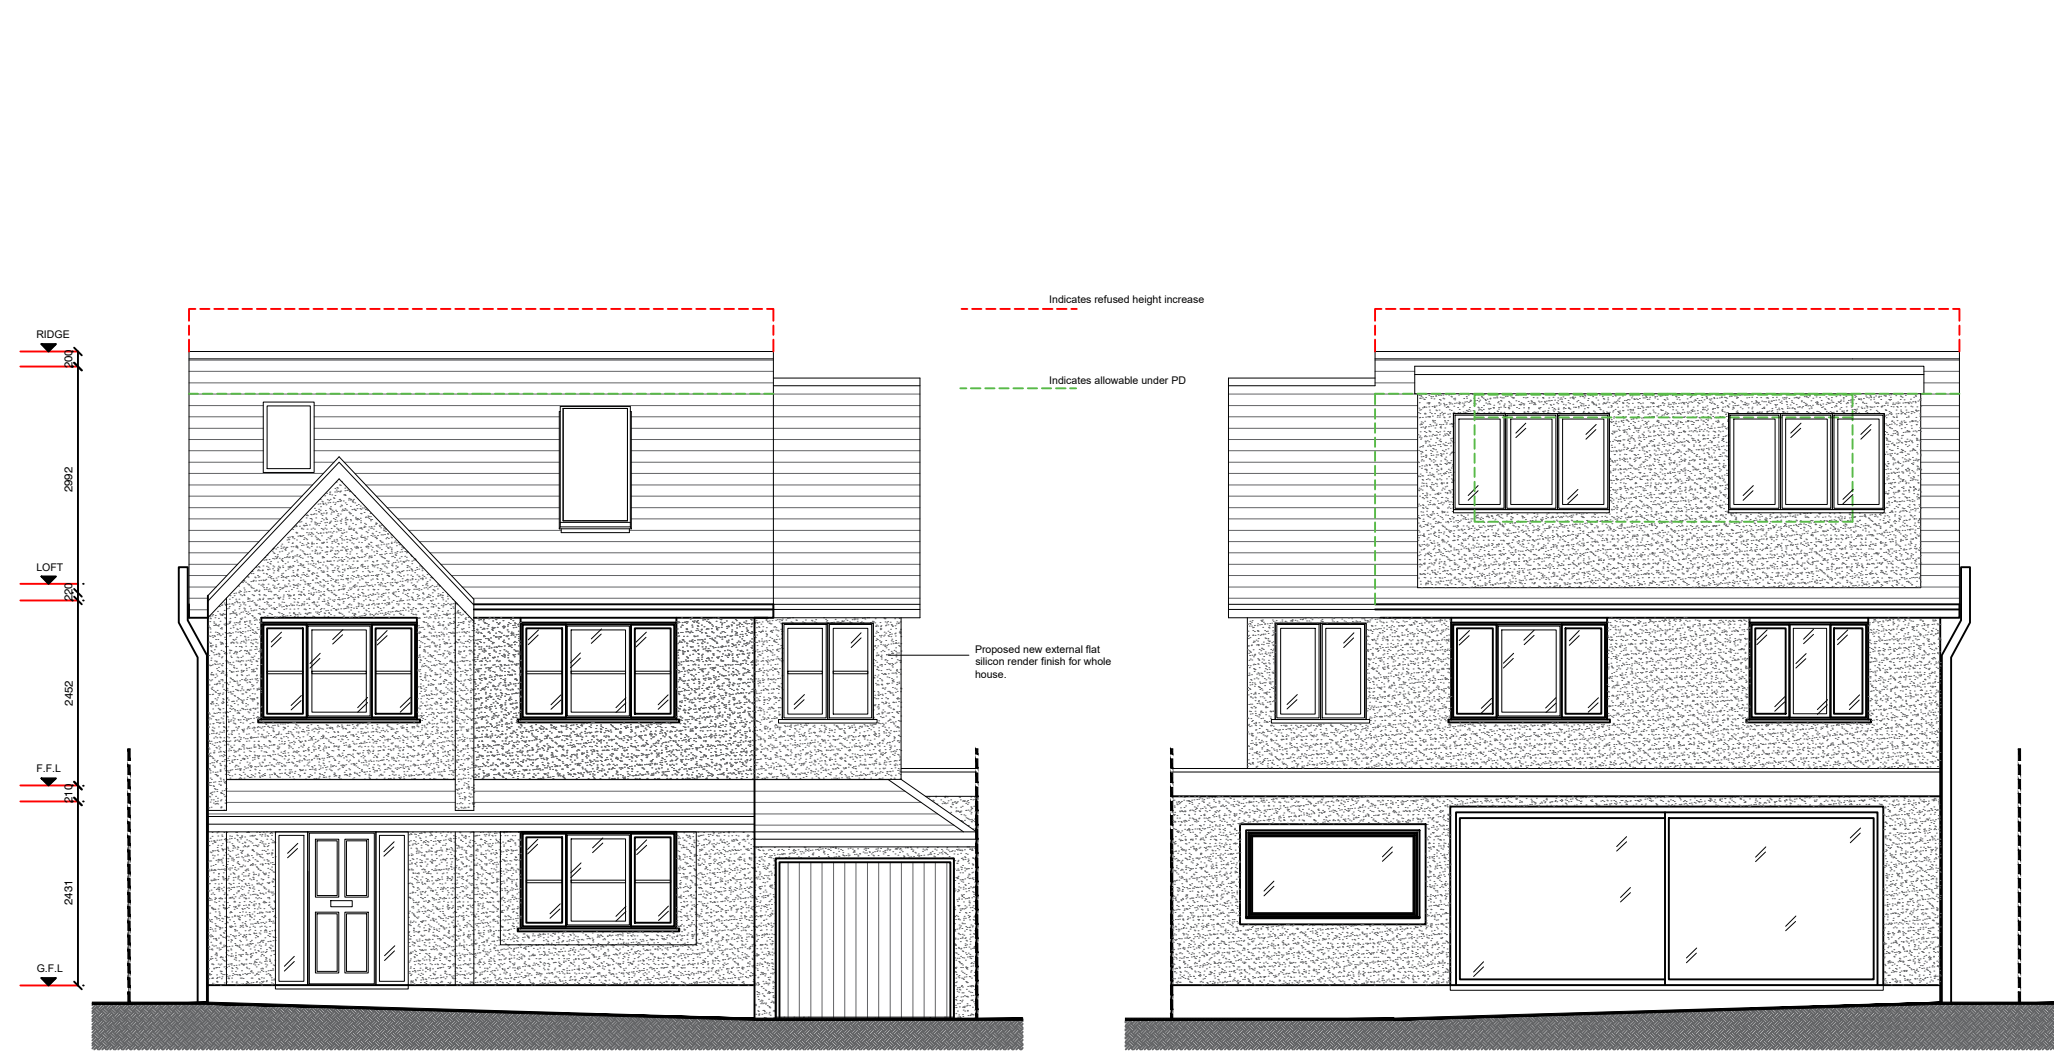 Indicates refused height increase
RIDGE
200
Indicates allowable under PD
2992
LOFT
220
Proposed new external flat
silicon render finish for whole
house.
2452
F.F.L
210
2431
G.F.L